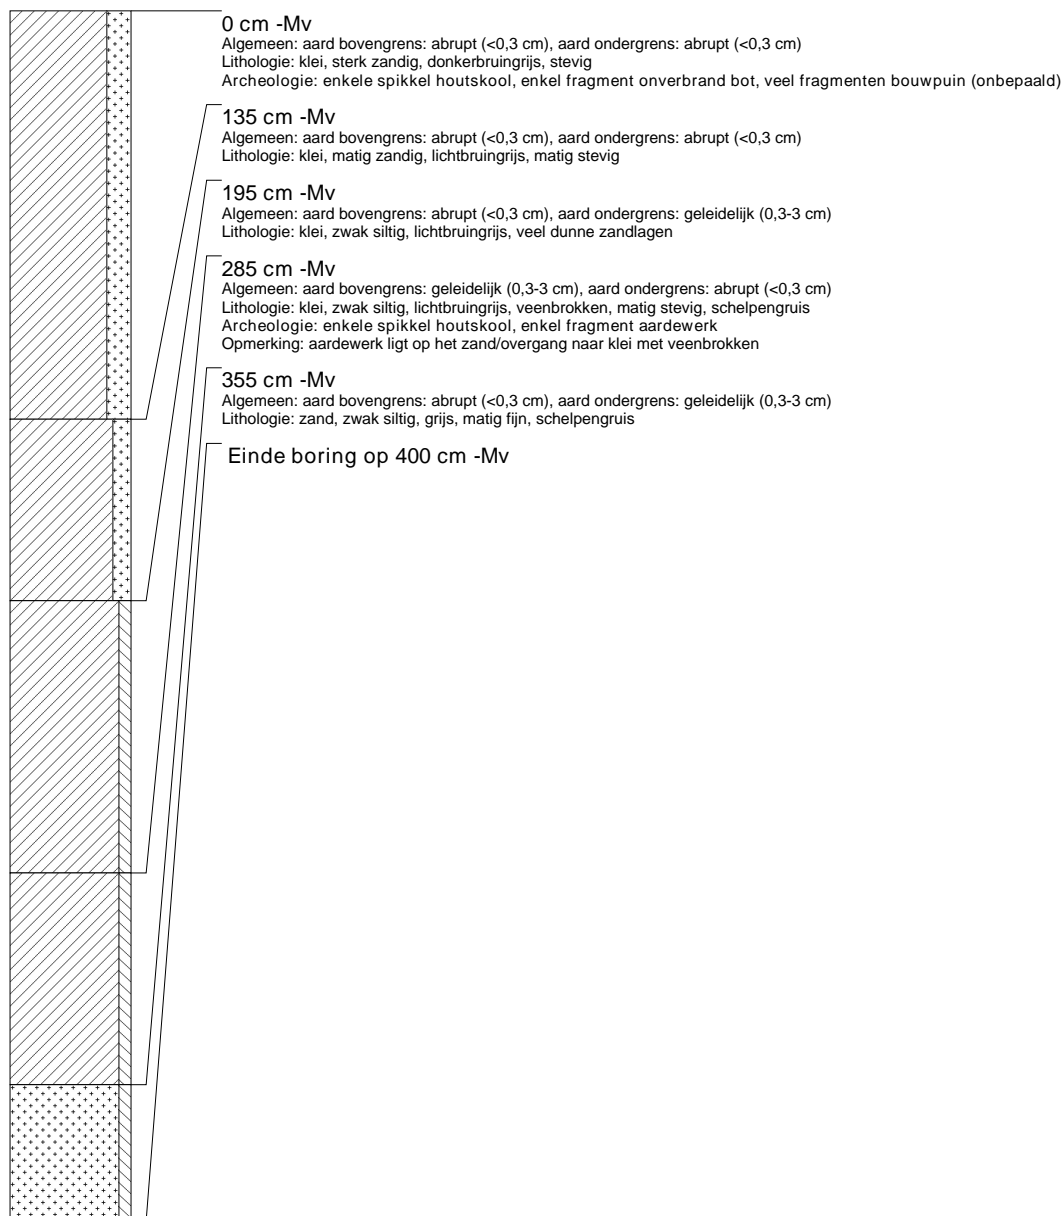 0 cm -Mv
Algemeen: aard bovengrens: abrupt (<0,3 cm), aard ondergrens: abrupt (<0,3 cm)
Lithologie: klei, sterk zandig, donkerbruingrijs, stevig
Archeologie: enkele spikkel houtskool, enkel fragment onverbrand bot, veel fragmenten bouwpuin (onbepaald)
135 cm -Mv
Algemeen: aard bovengrens: abrupt (<0,3 cm), aard ondergrens: abrupt (<0,3 cm)
Lithologie: klei, matig zandig, lichtbruingrijs, matig stevig
195 cm -Mv
Algemeen: aard bovengrens: abrupt (<0,3 cm), aard ondergrens: geleidelijk (0,3-3 cm)
Lithologie: klei, zwak siltig, lichtbruingrijs, veel dunne zandlagen
285 cm -Mv
Algemeen: aard bovengrens: geleidelijk (0,3-3 cm), aard ondergrens: abrupt (<0,3 cm)
Lithologie: klei, zwak siltig, lichtbruingrijs, veenbrokken, matig stevig, schelpengruis
Archeologie: enkele spikkel houtskool, enkel fragment aardewerk
Opmerking: aardewerk ligt op het zand/overgang naar klei met veenbrokken
355 cm -Mv
Algemeen: aard bovengrens: abrupt (<0,3 cm), aard ondergrens: geleidelijk (0,3-3 cm)
Lithologie: zand, zwak siltig, grijs, matig fijn, schelpengruis
Einde boring op 400 cm -Mv